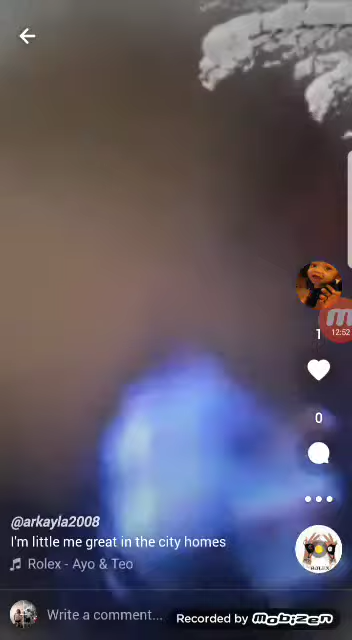 12:52
1
0
@arkayla2008
I'm little me great in the city homes
Rolex - Ayo & Teo
ROLEX
Write a comment...
Recorded by mobizen